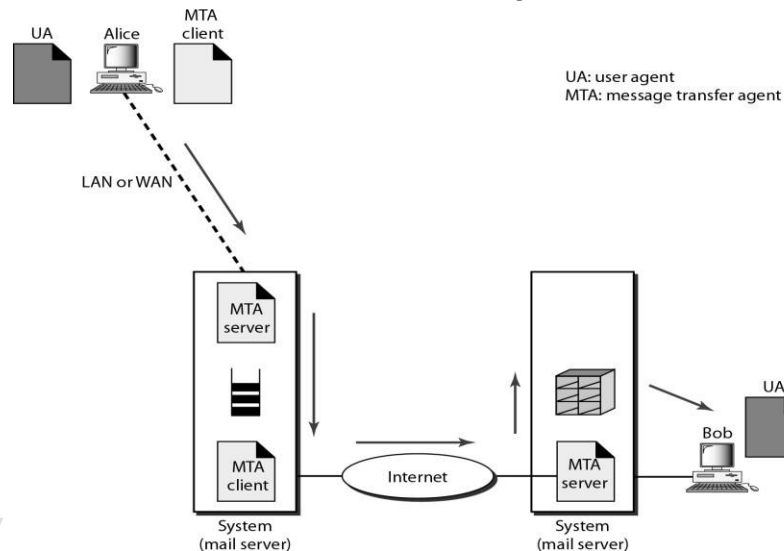 UA
Alice
MTA
client
UA: user agent
MTA: message transfer agent
LAN or WAN
MTA
server
UA
Bob
MTA
client
Internet
MTA
server
System
(mail server)
System
(mail server)